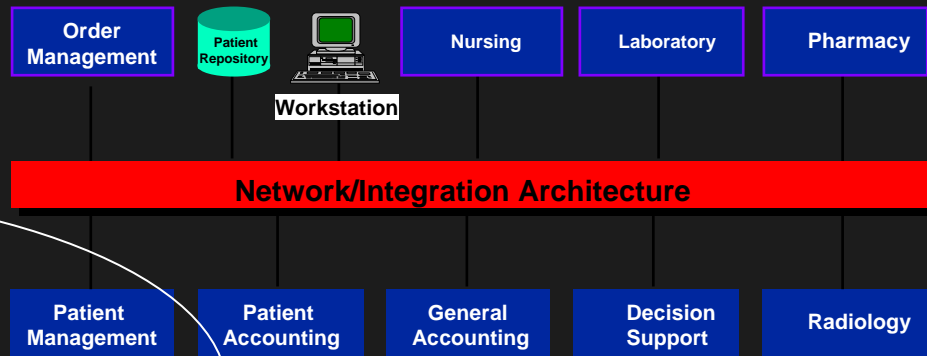 Order
Management
Patient
Repository
Workstation
Nursing
Laboratory
Pharmacy
Network/Integration Architecture
Patient
Management
Patient
Accounting
General
Accounting
Decision
Support
Radiology